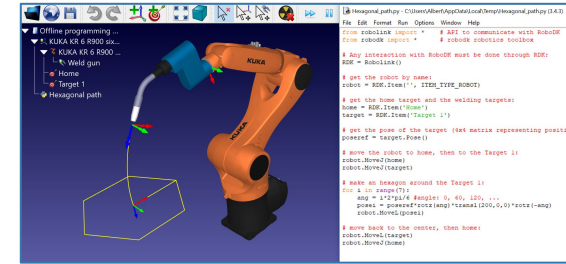 Offline programming ...
KUKA KR 6 R900 six...
KUKA KR 6 R900 ...
Weld gun
Home
Target 1
Hexagonal path
KUKA
KUKA
KUKA
Hexagonal_path.py - C:\Users\Albert\AppData\Local\Temp\Hexagonal_path.py (3.4.3)
File Edit Format Run Options Window Help
from robolink import * # API to communicate with RoboDK
from robodk import * # robodk robotics toolbox
# Any interaction with RoboDK must be done through RDK:
RDK = Robolink()
# get the robot by name:
robot = RDK.Item('', ITEM_TYPE_ROBOT)
# get the home target and the welding targets:
home = RDK.Item('Home')
target = RDK.Item('Target 1')
# get the pose of the target (4x4 matrix representing positi
poseref = target.Pose()
# move the robot to home, then to the Target 1:
robot.MoveJ(home)
robot.MoveJ(target)
# make an hexagon around the Target 1:
for i in range(7):
ang = i*2*pi/6 #angle: 0, 60, 120, ...
posei = poseref*rotz(ang)*transl(200,0,0)*rotz(-ang)
robot.MoveL(posei)
# move back to the center, then home:
robot.MoveL(target)
robot.MoveJ(home)